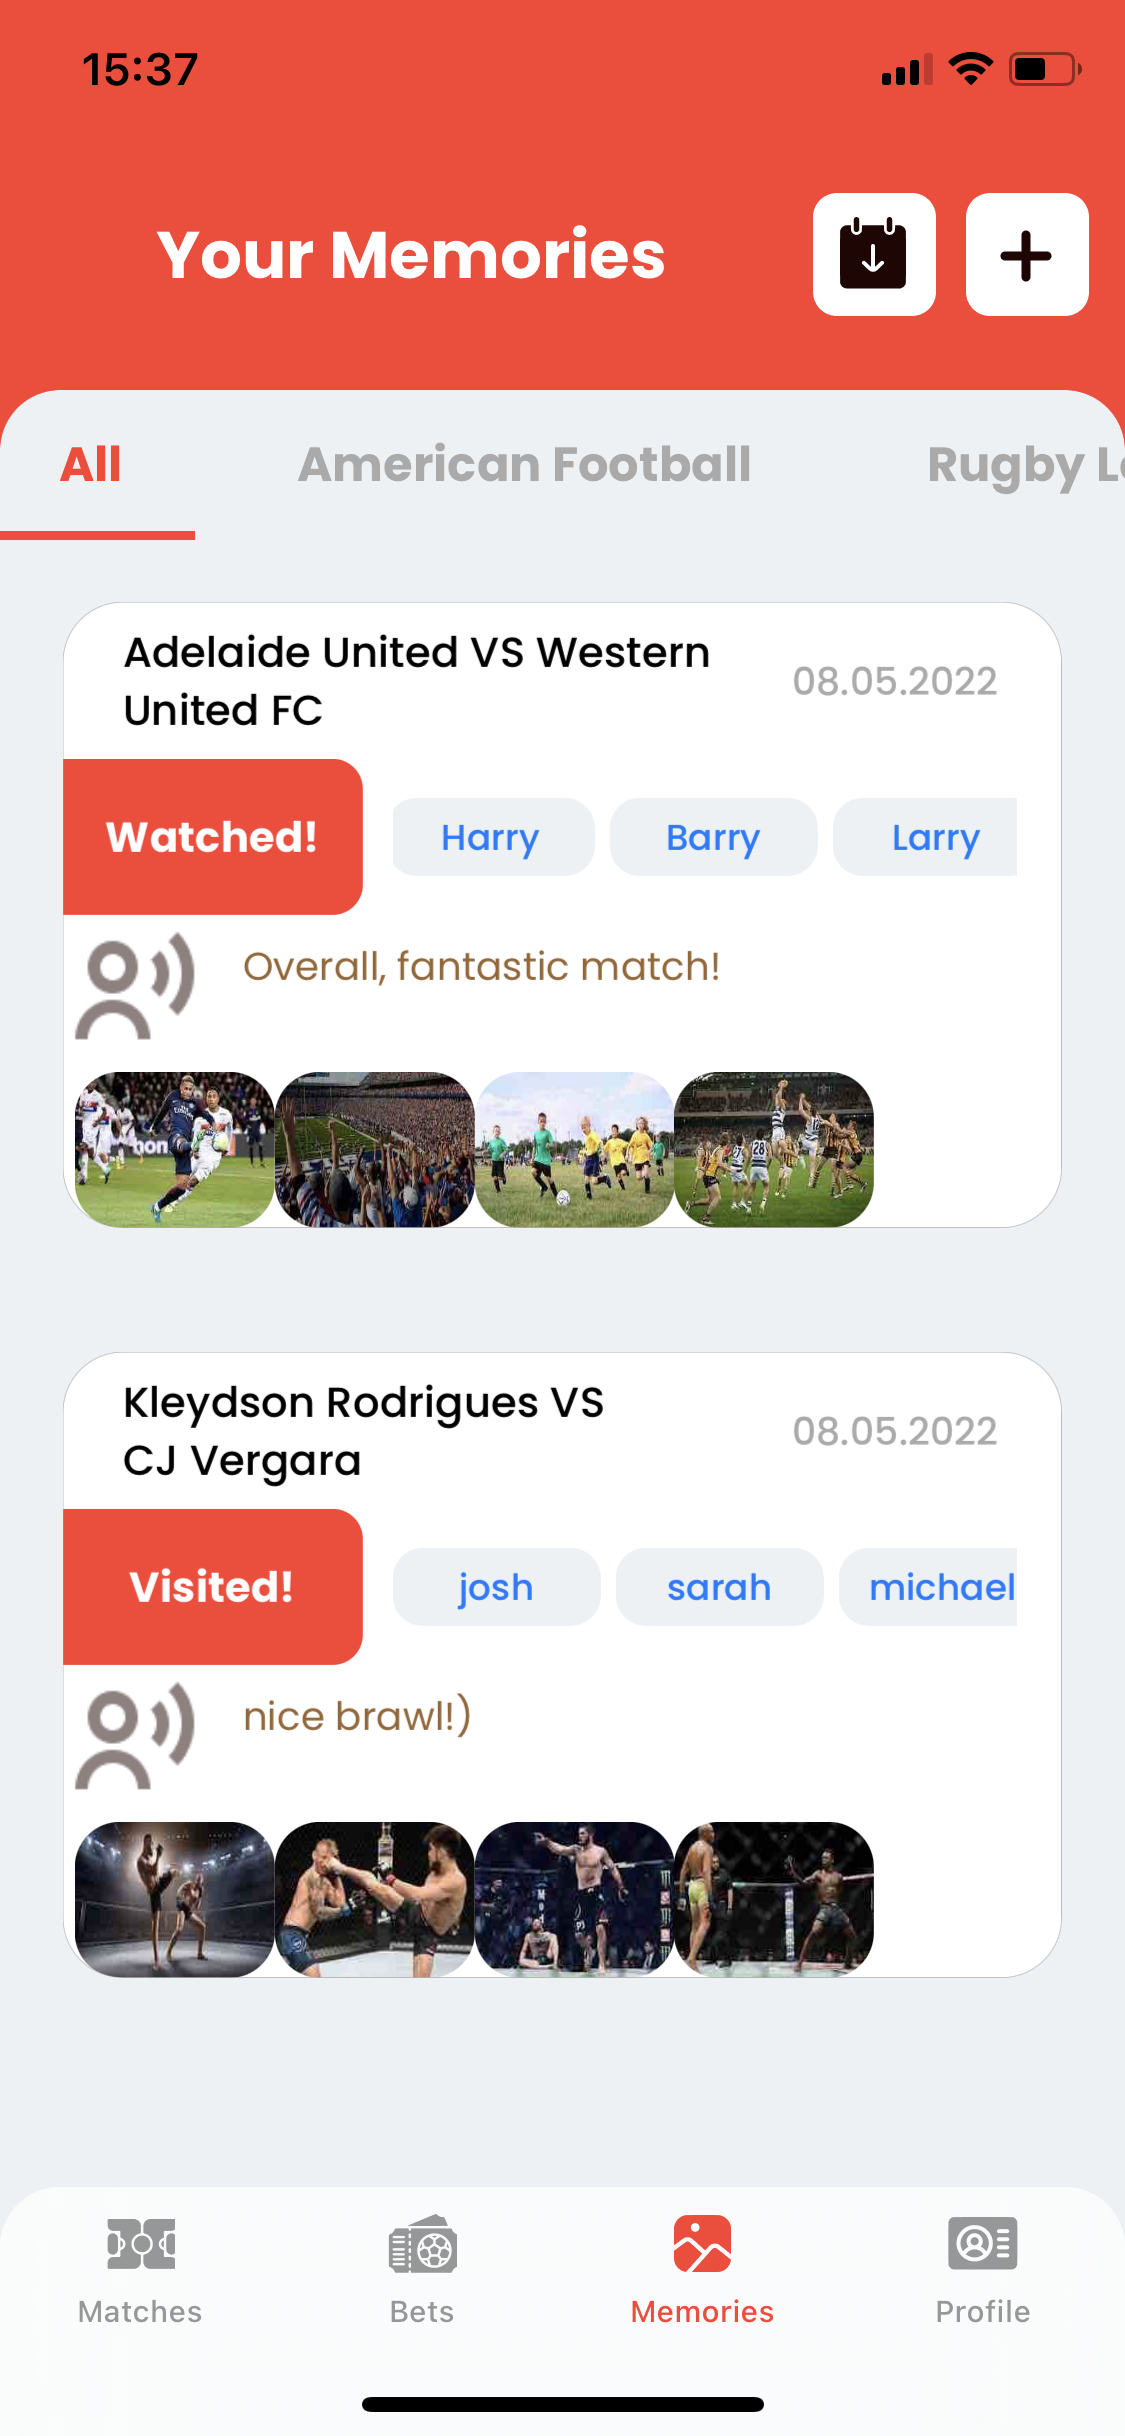 15:37
Your Memories
All American Football Rugby L
Adelaide United VS Western
United FC
08.05.2022
Watched! Harry Barry Larry
Overall, fantastic match!
Kleydson Rodrigues VS
CJ Vergara
08.05.2022
Visited! josh sarah michael
nice brawl!)
Matches Bets Memories Profile